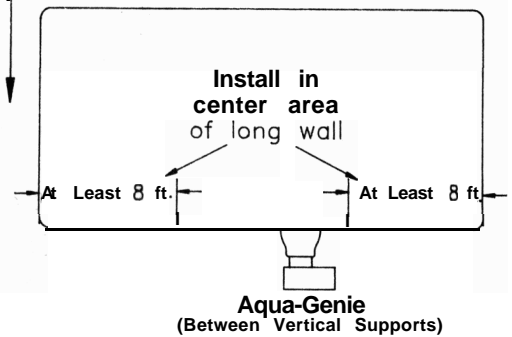 Install in
center area
of long wall
At Least 8 ft.
At Least 8 ft.
Aqua-Genie
(Between Vertical Supports)